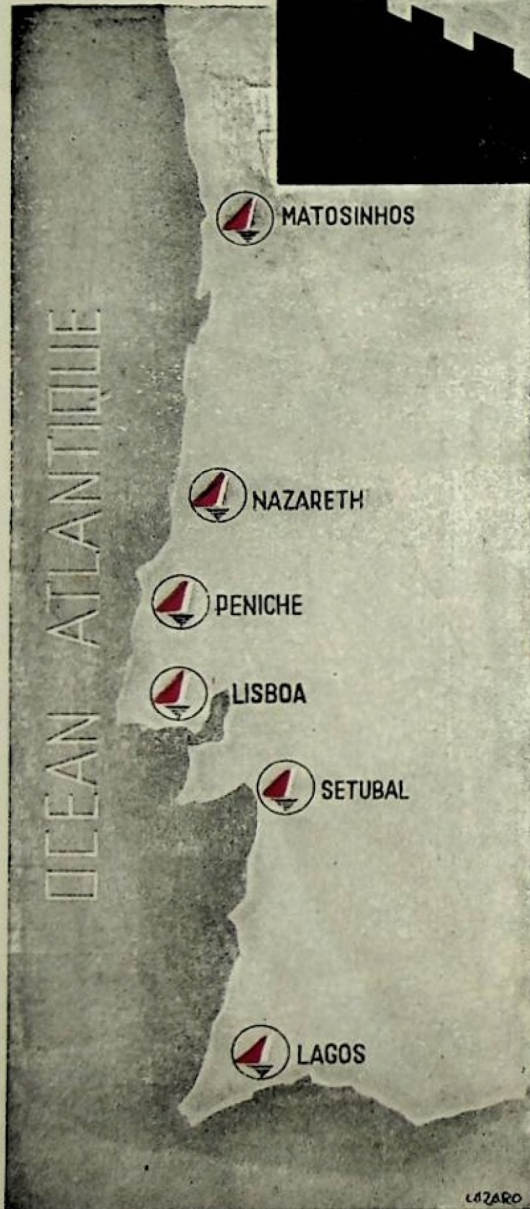 MATOSINHOS
OCEAN ATLANTIQUE
NAZARETH
PENICHE
LISBOA
SETUBAL
LAGOS
LAZARO